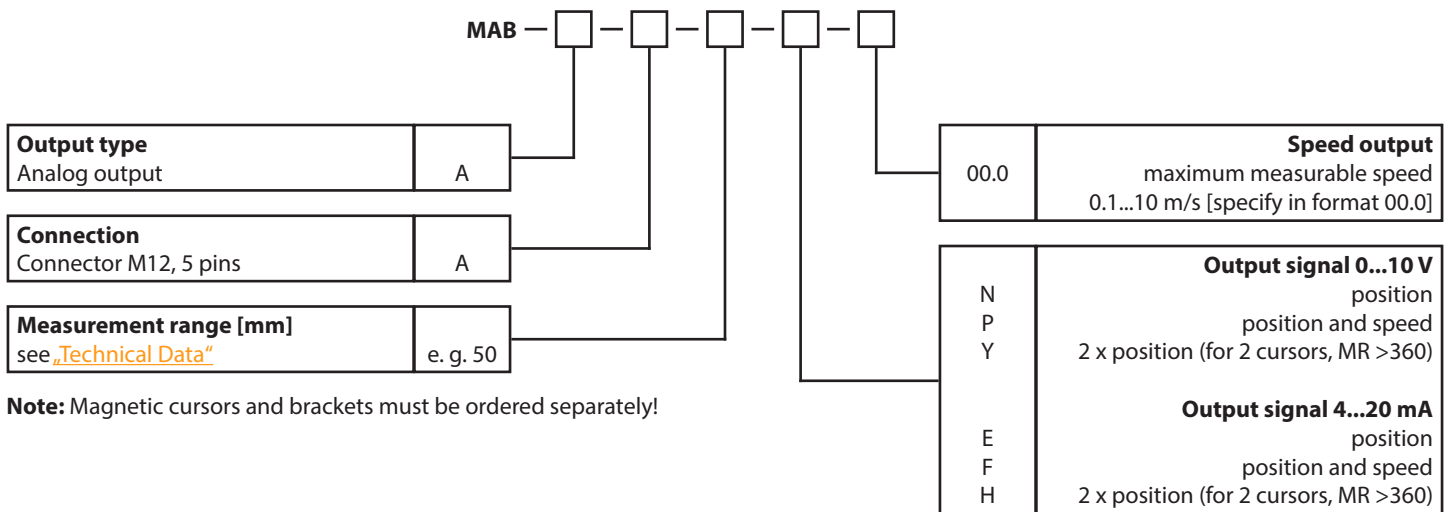 MAB
Output type
Analog output A
Connection
Connector M12, 5 pins A
Measurement range [mm]
see „Technical Data“ e. g. 50
Note: Magnetic cursors and brackets must be ordered separately!
Speed output
00.0 maximum measurable speed
0.1...10 m/s [specify in format 00.0]
Output signal 0...10 V
N position
P position and speed
Y 2 x position (for 2 cursors, MR >360)
Output signal 4...20 mA
E position
F position and speed
H 2 x position (for 2 cursors, MR >360)